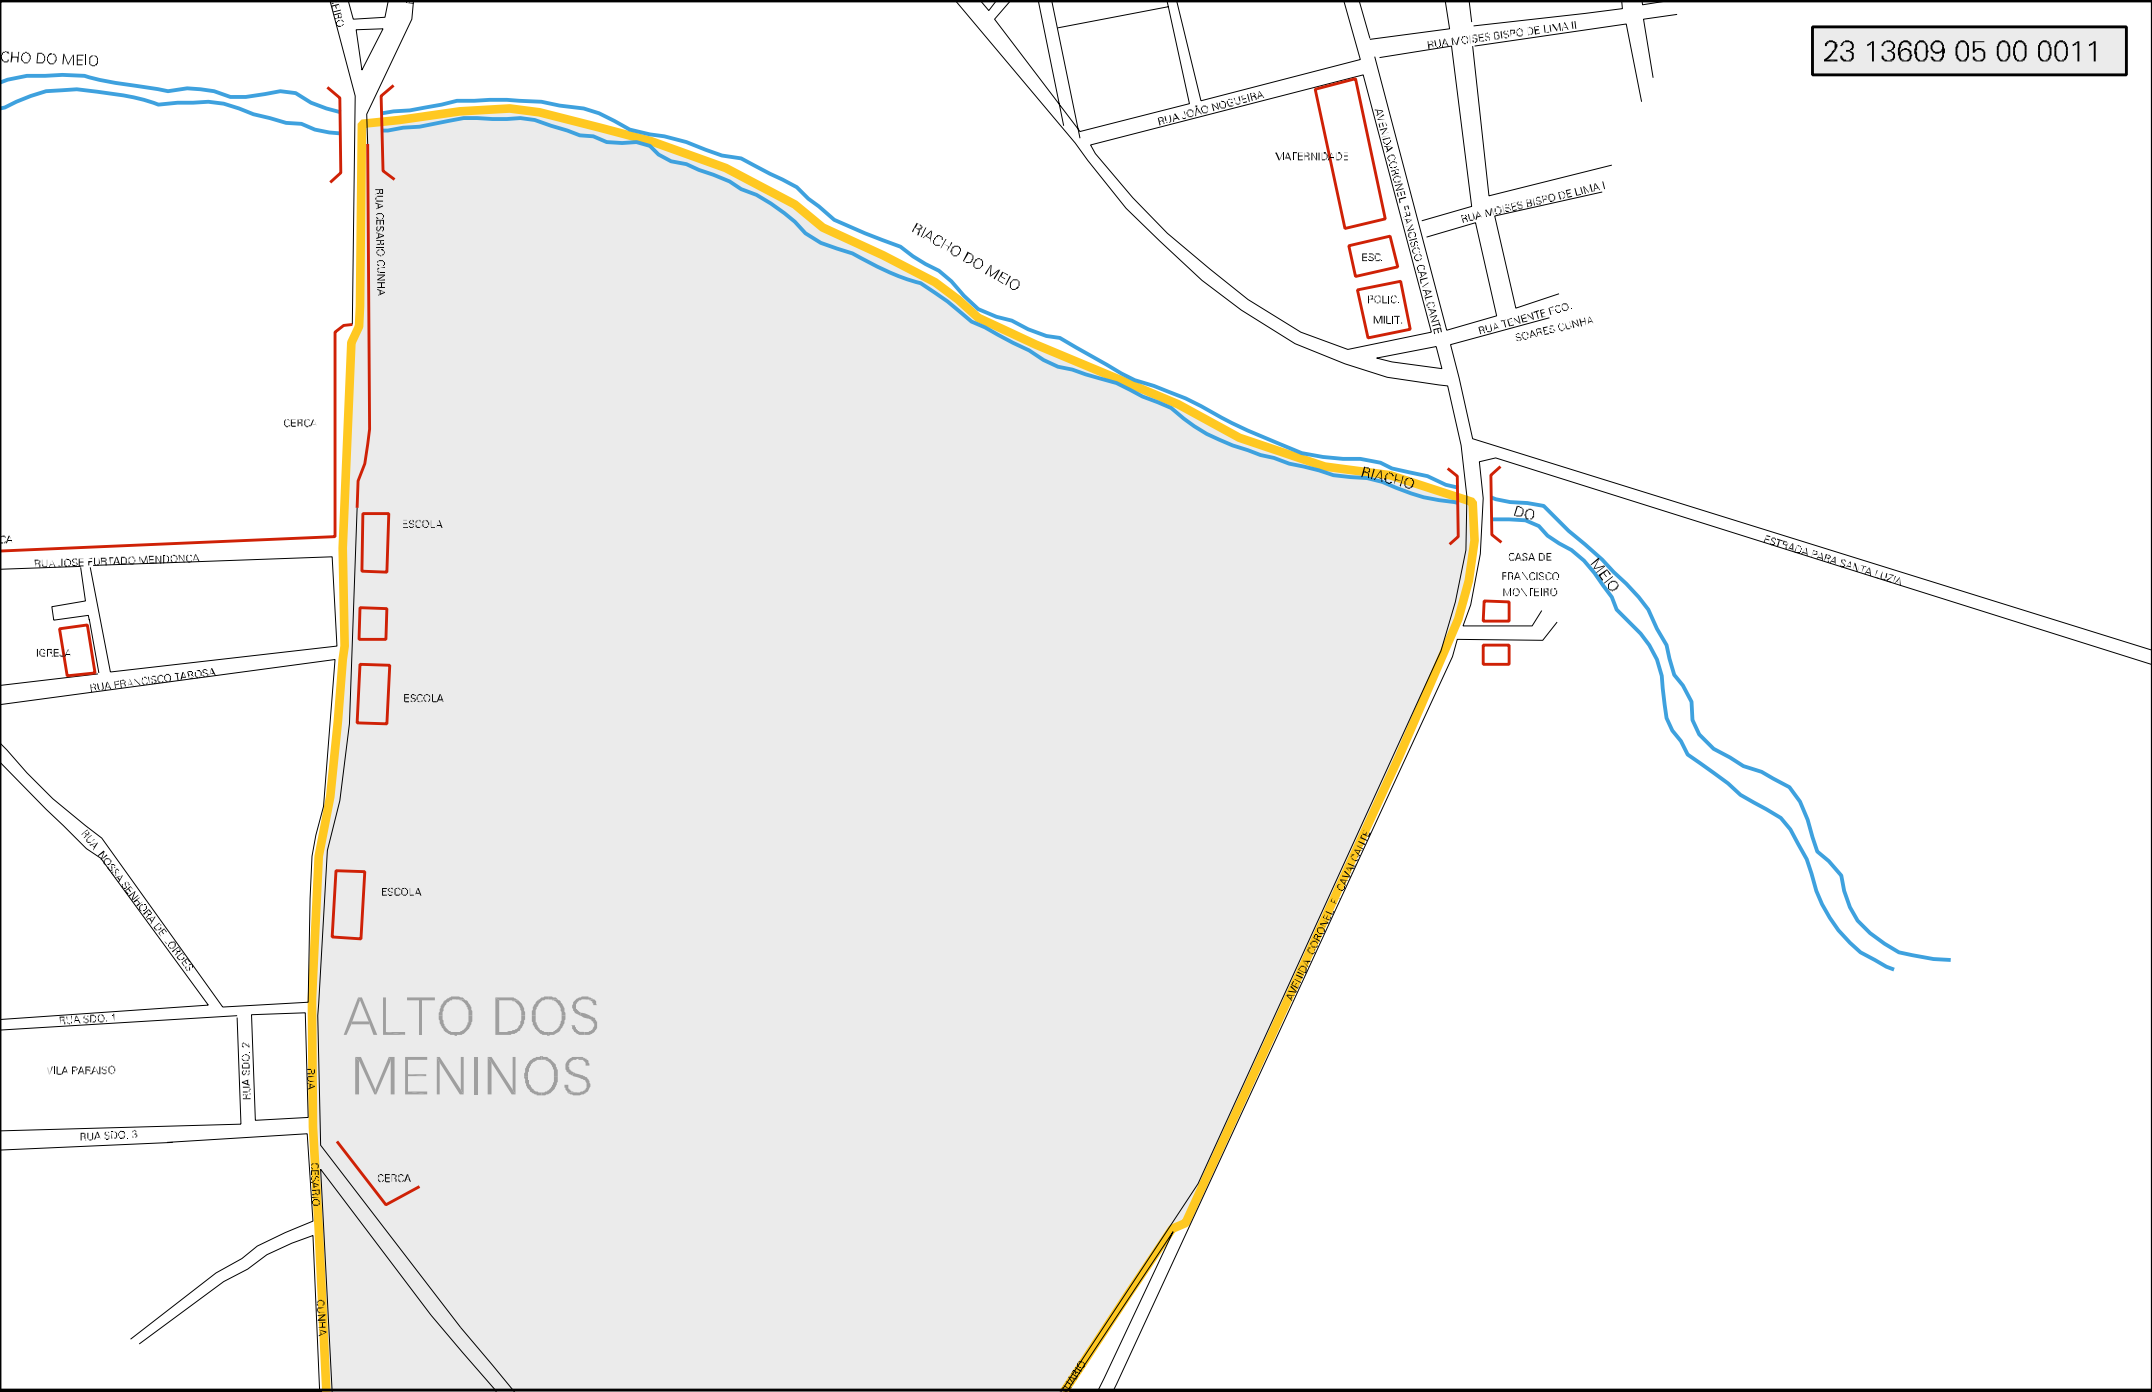 CHO DO MEIO
RUA MOISES BISPO DE LIMA II
23 13609 05 00 0011
RUA JOÃO NOGUEIRA
AVENIDA CORONEL FRANCISCO CALVALCANTE
MATERNIDADE
RUA CESARIO CUNHA
RUA MOISES BISPO DE LIMA I
RIACHO DO MEIO
ESC.
POLIC.
MILIT.
RUA TENENTE FCO.
SOARES CUNHA
CERCA
RIACHO
DO
MEIO
ESCOLA
CA
RUA JOSE FURTADO MENDONCA
ESTRADA PARA SANTA LUZIA
CASA DE
FRANCISCO
MONTEIRO
IGREJA
RUA FRANCISCO TAROSA
ESCOLA
RUA NOSSA SENHORA DE LORDES
AVENIDA CORONEL F. CAVALCANTE
ESCOLA
ALTO DOS
MENINOS
RUA SDO. 1
RUA SDO. 2
VILA PARAISO
RUA SDO. 3
RUA
CESARIO
CUNHA
CERCA